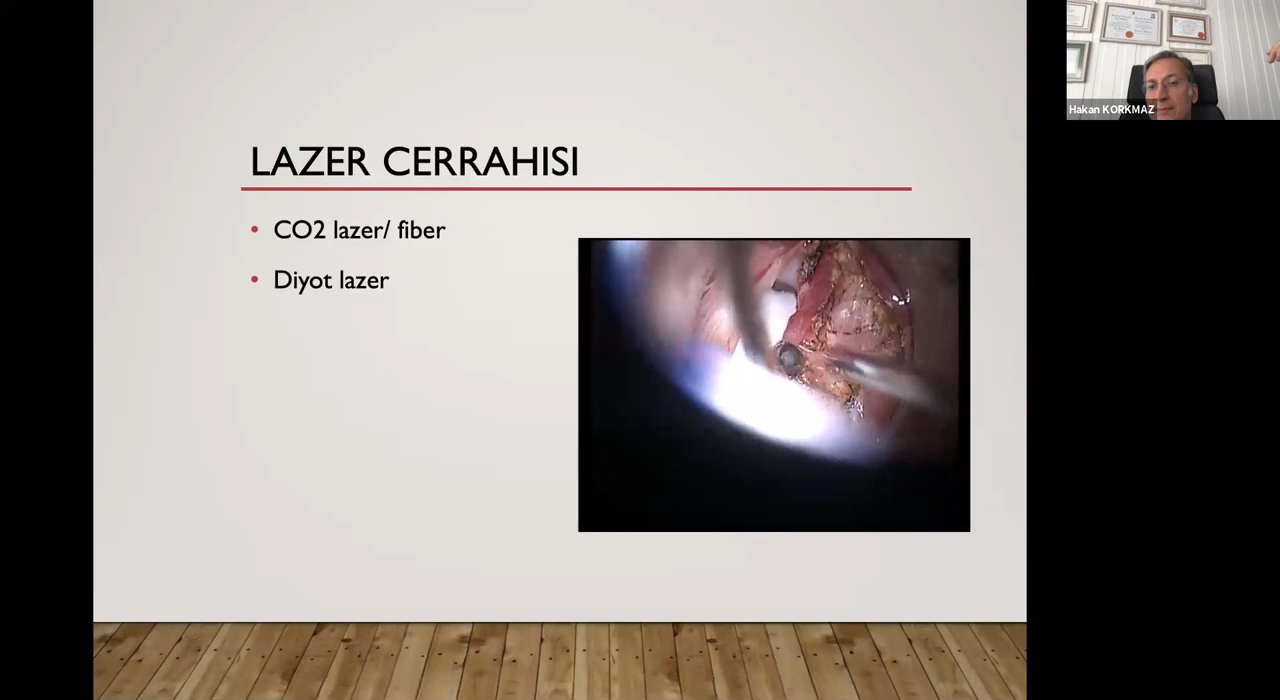 LAZER CERRAHISI
CO2 lazer/ fiber
Diyot lazer
Hakan KORKMAZ